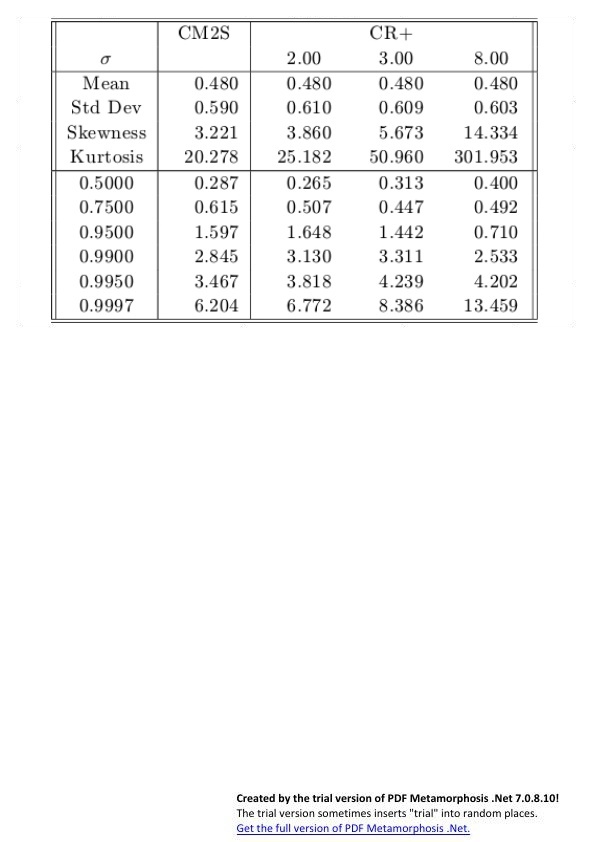 CM2S CR+
σ 2.00 3.00 8.00
Mean 0.480 0.480 0.480 0.480
Std Dev 0.590 0.610 0.609 0.603
Skewness 3.221 3.860 5.673 14.334
Kurtosis 20.278 25.182 50.960 301.953
0.5000 0.287 0.265 0.313 0.400
0.7500 0.615 0.507 0.447 0.492
0.9500 1.597 1.648 1.442 0.710
0.9900 2.845 3.130 3.311 2.533
0.9950 3.467 3.818 4.239 4.202
0.9997 6.204 6.772 8.386 13.459
Created by the trial version of PDF Metamorphosis .Net 7.0.8.10!
The trial version sometimes inserts "trial" into random places.
Get the full version of PDF Metamorphosis .Net.